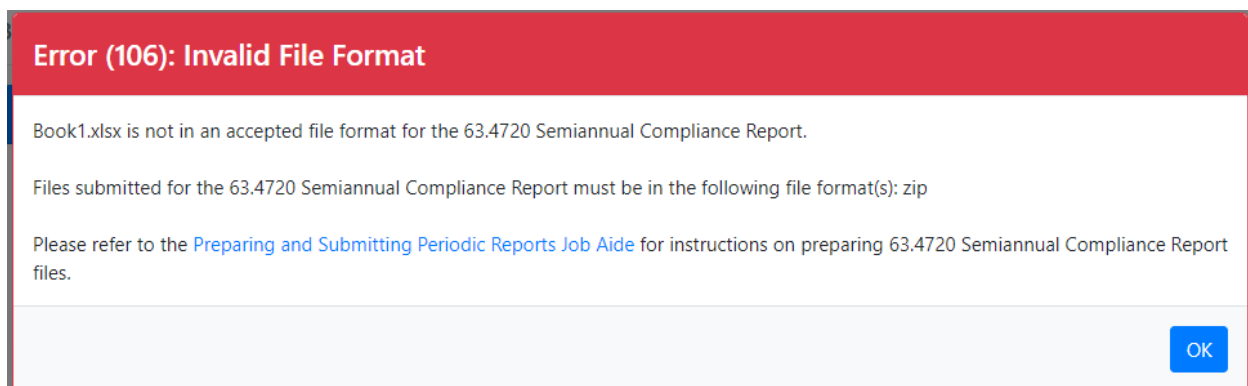 Error (106): Invalid File Format
Book1.xlsx is not in an accepted file format for the 63.4720 Semiannual Compliance Report.
Files submitted for the 63.4720 Semiannual Compliance Report must be in the following file format(s): zip
Please refer to the Preparing and Submitting Periodic Reports Job Aide for instructions on preparing 63.4720 Semiannual Compliance Report
files.
OK